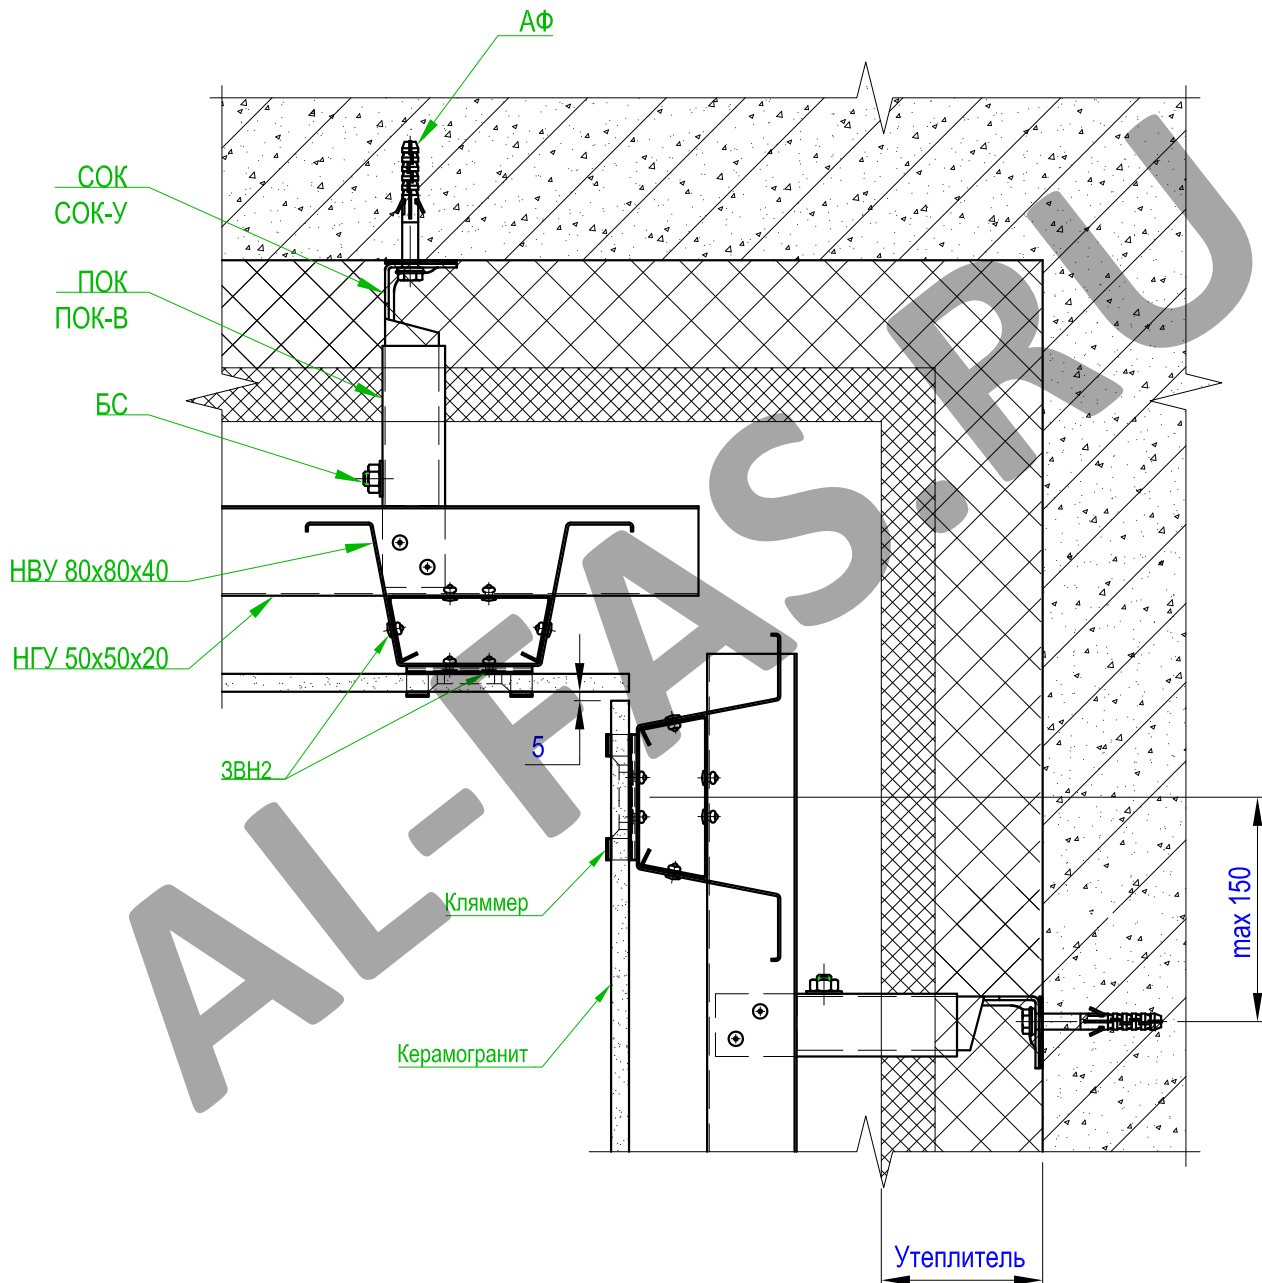 АФ
СОК
СОК-У
ПОК
ПОК-В
БС
НВУ 80х80х40
НГУ 50х50х20
5
ЗВН2
Кляммер
max 150
Керамогранит
Утеплитель
AL-FAS.RU